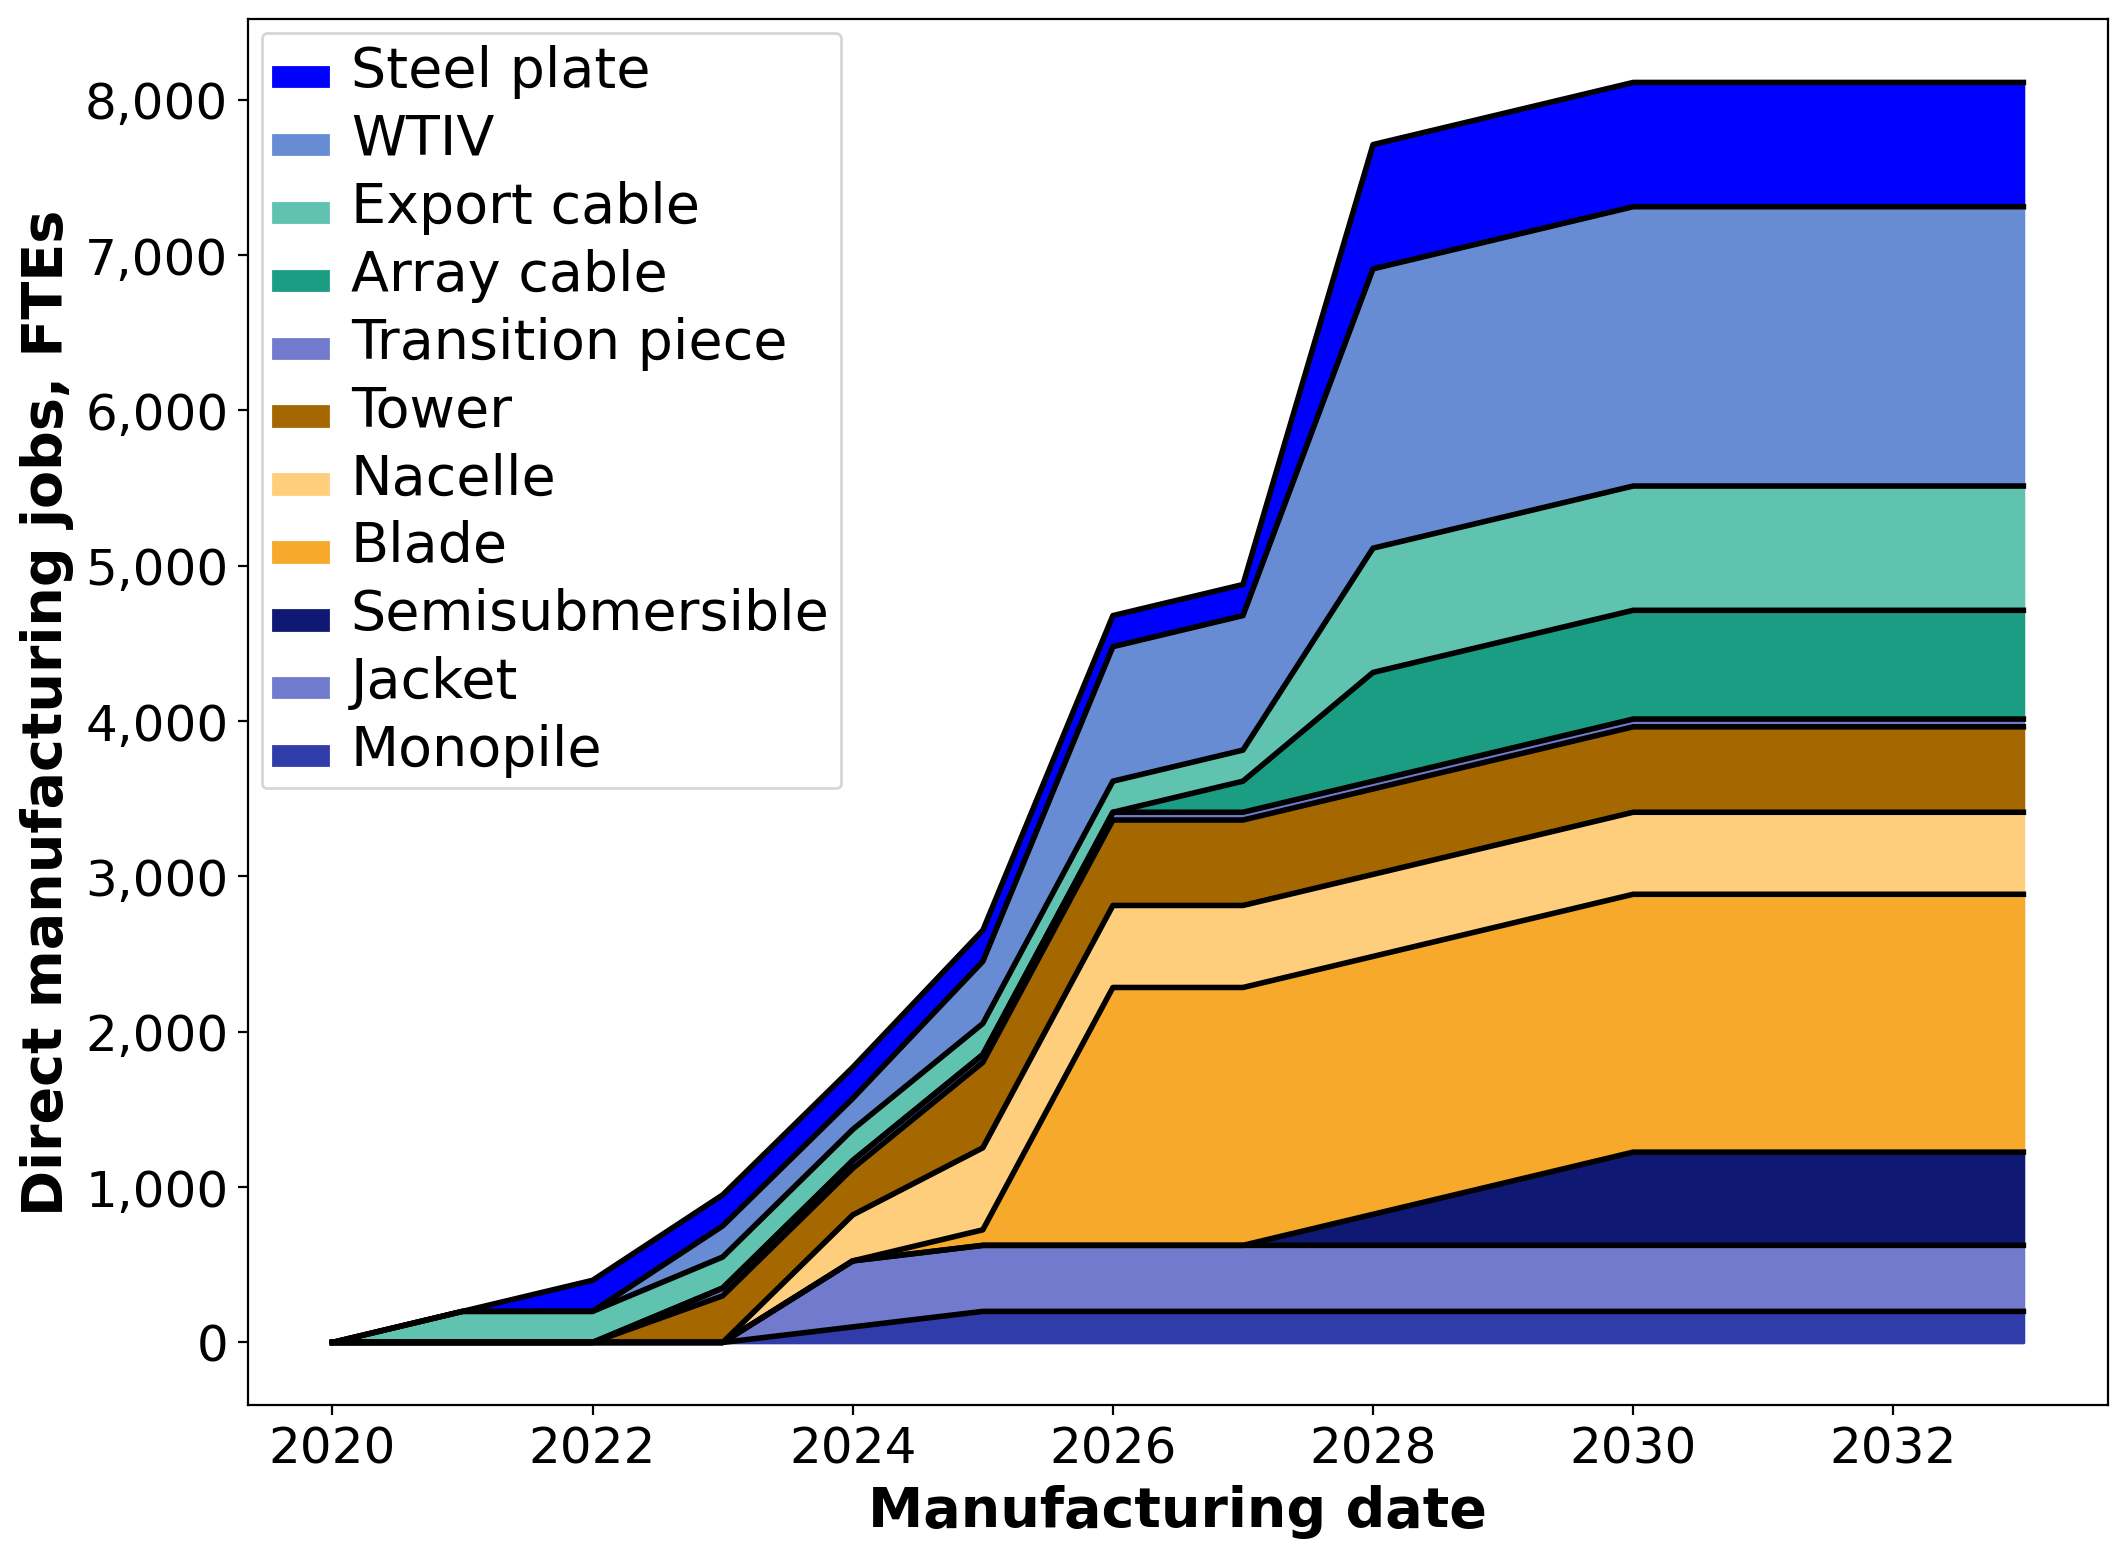 Steel plate
WTIV
Export cable
Array cable
Transition piece
Tower
Nacelle
Blade
Semisubmersible
Jacket
Monopile
Direct manufacturing jobs, FTEs
8,000
7,000
6,000
5,000
4,000
3,000
2,000
1,000
0
2020 2022 2024 2026 2028 2030 2032
Manufacturing date